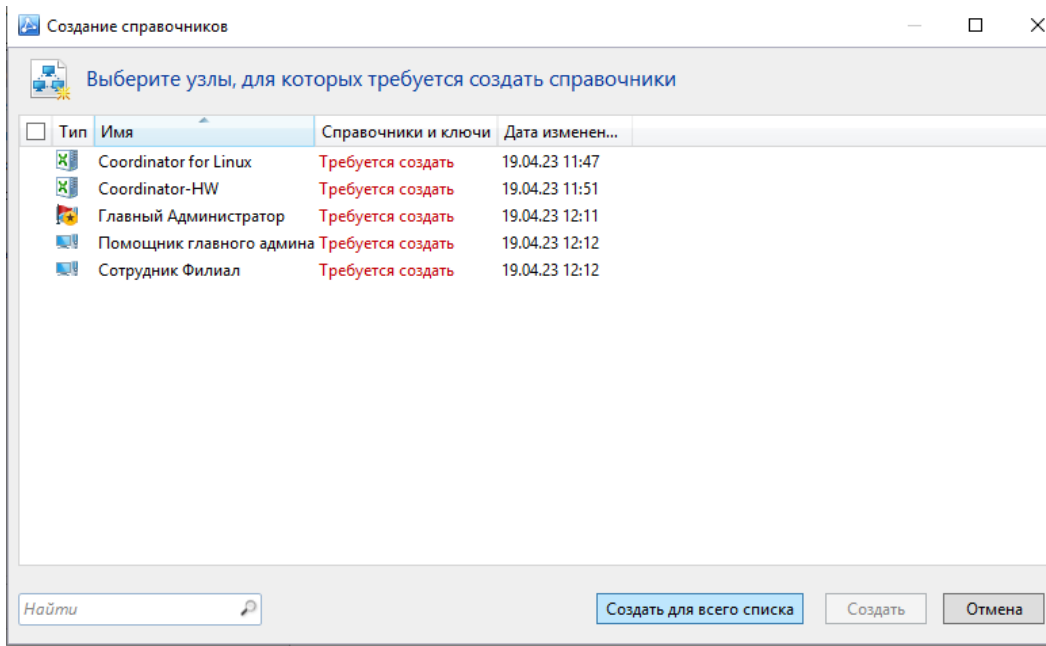 Создание справочников
Выберите узлы, для которых требуется создать справочники
Тип Имя Справочники и ключи Дата изменен...
Coordinator for Linux Требуется создать 19.04.23 11:47
Coordinator-HW Требуется создать 19.04.23 11:51
Главный Администратор Требуется создать 19.04.23 12:11
Помощник главного админа Требуется создать 19.04.23 12:12
Сотрудник Филиал Требуется создать 19.04.23 12:12
Найти Создать для всего списка Создать Отмена